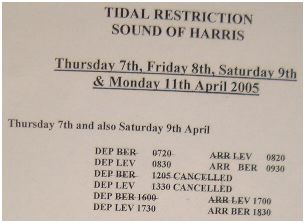 TIDAL RESTRICTION
SOUND OF HARRIS
Thursday 7th, Friday 8th, Saturday 9th
& Monday 11th April 2005
Thursday 7th and also Saturday 9th April
DEP BER 0720 ARR LEV 0820
DEP LEV 0830 ARR BER 0930
DEP BER 1205 CANCELLED
DEP LEV 1330 CANCELLED
DEP BER 1600 ARR LEV 1700
DEP LEV 1730 ARR BER 1830